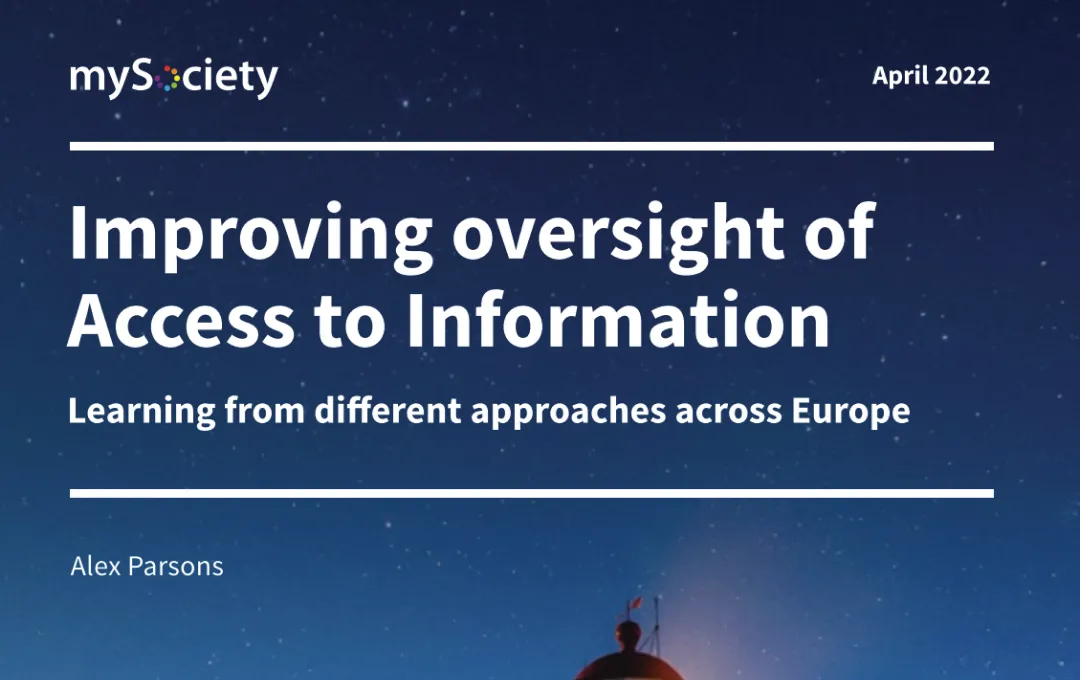 mySociety
April 2022
Improving oversight of
Access to Information
Learning from different approaches across Europe
Alex Parsons